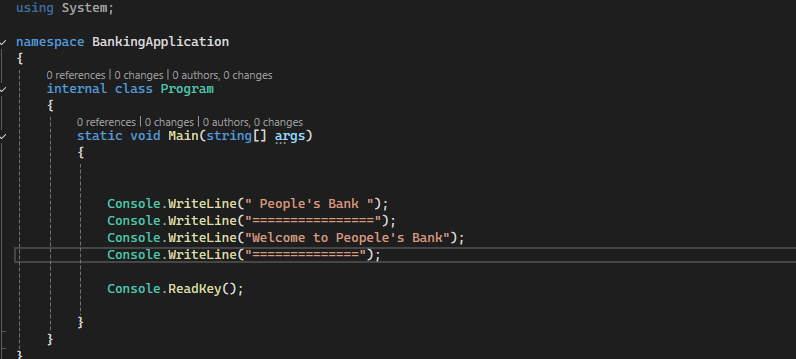 using System;
namespace BankingApplication
{
0 references | 0 changes | 0 authors, 0 changes
internal class Program
{
0 references | 0 changes | 0 authors, 0 changes
static void Main(string[] args)
{
Console.WriteLine(" People's Bank ");
Console.WriteLine("================");
Console.WriteLine("Welcome to Peopele's Bank");
Console.WriteLine("==============");
Console.ReadKey();
}
}
}